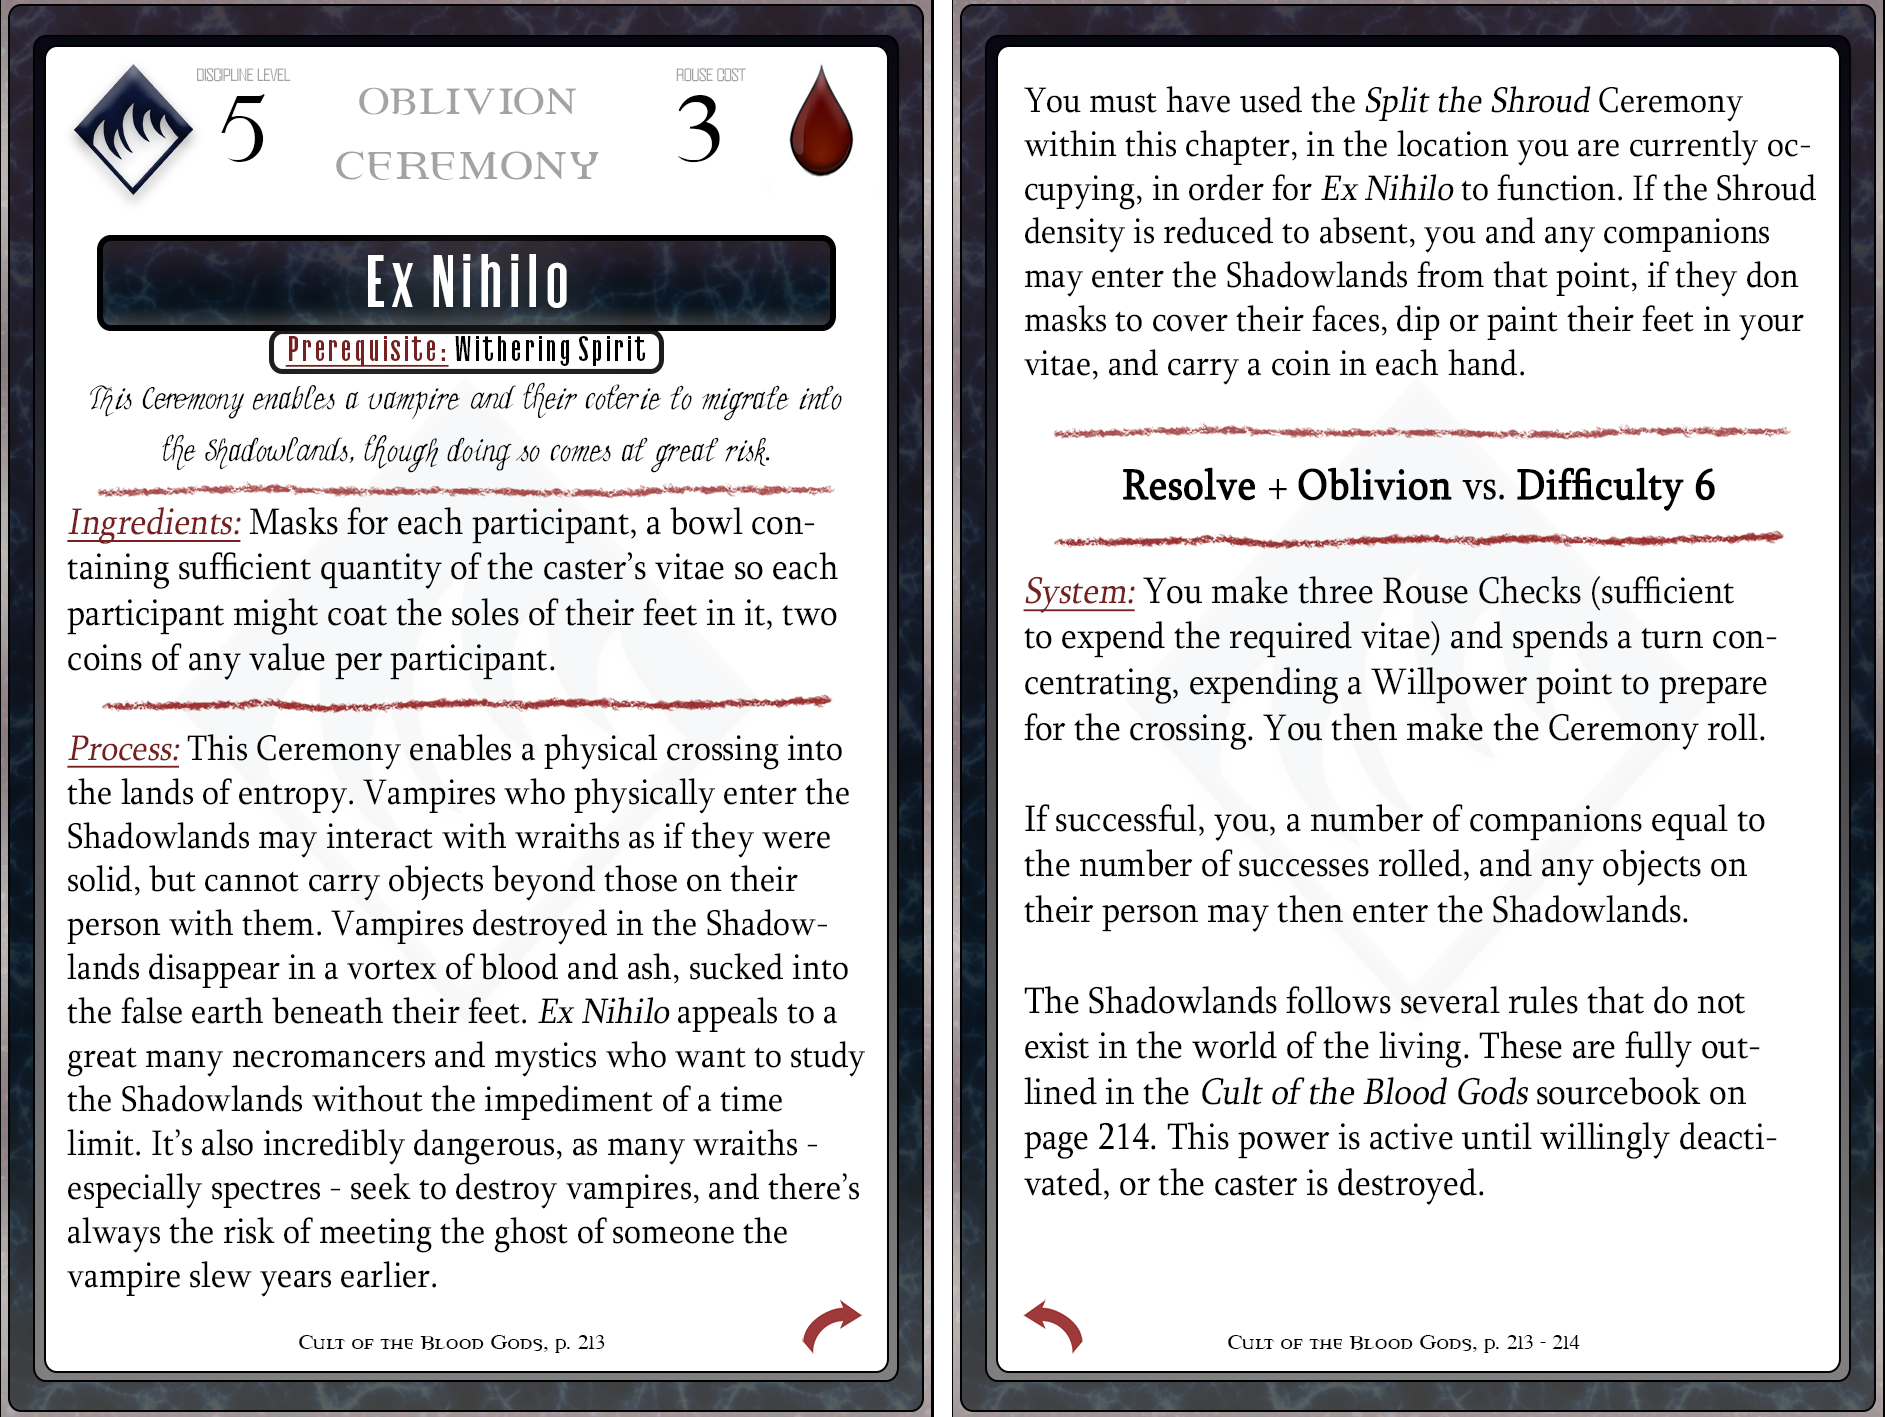 DISCIPLINE LEVEL
5
OBLIVION
CEREMONY
ROUSE COST
3
Ex Nihilo
Prerequisite: Withering Spirit
This Ceremony enables a vampire and their coterie to migrate into
the Shadowlands, though doing so comes at great risk.
Ingredients: Masks for each participant, a bowl con-
taining sufficient quantity of the caster’s vitae so each
participant might coat the soles of their feet in it, two
coins of any value per participant.
Process: This Ceremony enables a physical crossing into
the lands of entropy. Vampires who physically enter the
Shadowlands may interact with wraiths as if they were
solid, but cannot carry objects beyond those on their
person with them. Vampires destroyed in the Shadow-
lands disappear in a vortex of blood and ash, sucked into
the false earth beneath their feet. Ex Nihilo appeals to a
great many necromancers and mystics who want to study
the Shadowlands without the impediment of a time
limit. It’s also incredibly dangerous, as many wraiths -
especially spectres - seek to destroy vampires, and there’s
always the risk of meeting the ghost of someone the
vampire slew years earlier.
Cult of the Blood Gods, p. 213
You must have used the Split the Shroud Ceremony
within this chapter, in the location you are currently oc-
cupying, in order for Ex Nihilo to function. If the Shroud
density is reduced to absent, you and any companions
may enter the Shadowlands from that point, if they don
masks to cover their faces, dip or paint their feet in your
vitae, and carry a coin in each hand.
Resolve + Oblivion vs. Difficulty 6
System: You make three Rouse Checks (sufficient
to expend the required vitae) and spends a turn con-
centrating, expending a Willpower point to prepare
for the crossing. You then make the Ceremony roll.
If successful, you, a number of companions equal to
the number of successes rolled, and any objects on
their person may then enter the Shadowlands.
The Shadowlands follows several rules that do not
exist in the world of the living. These are fully out-
lined in the Cult of the Blood Gods sourcebook on
page 214. This power is active until willingly deacti-
vated, or the caster is destroyed.
Cult of the Blood Gods, p. 213 - 214